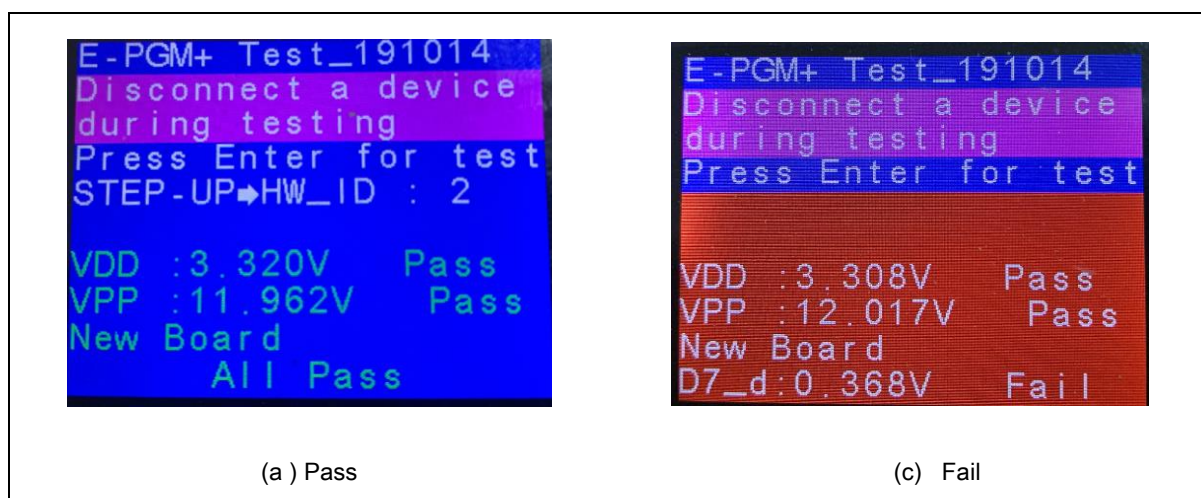 E-PGM+ Test_191014
Disconnect a device
during testing
Press Enter for test
STEP-UP➡HW_ID : 2
VDD :3.320V Pass
VPP :11.962V Pass
New Board
All Pass
(a ) Pass
E-PGM+ Test_191014
Disconnect a device
during testing
Press Enter for test
VDD :3.308V Pass
VPP :12.017V Pass
New Board
D7_d:0.368V Fail
(c) Fail